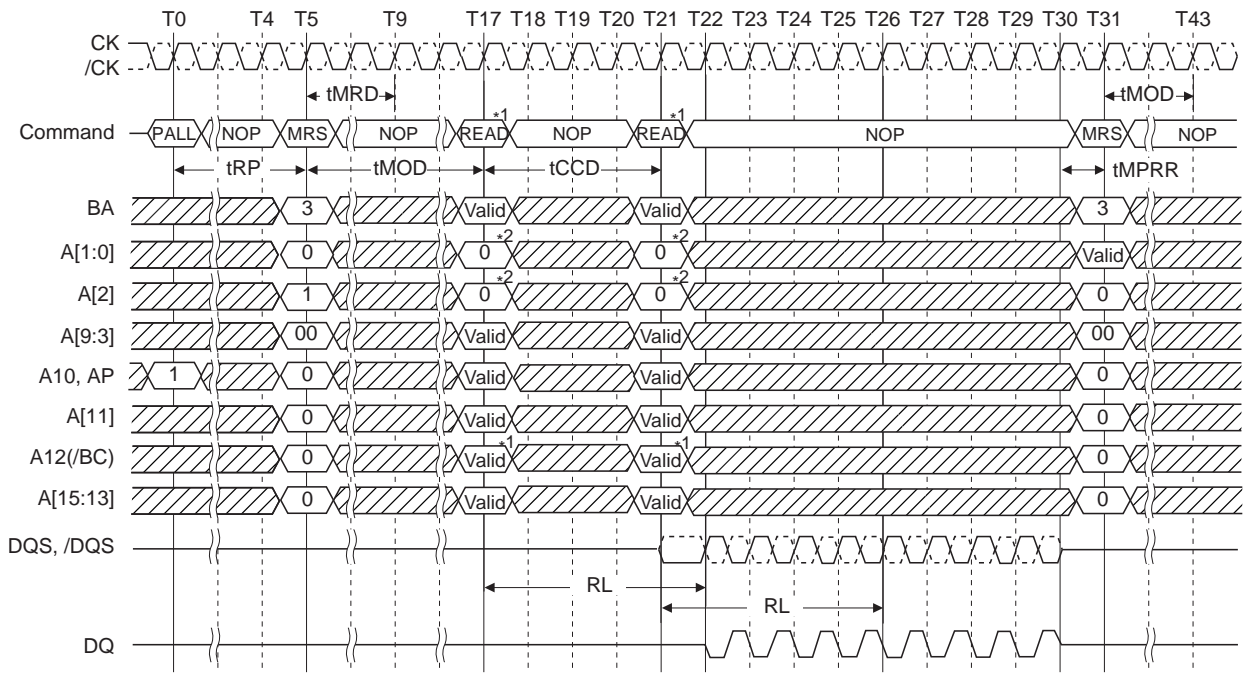 T0 T4 T5 T9 T17 T18 T19 T20 T21 T22 T23 T24 T25 T26 T27 T28 T29 T30 T31 T43
CK
/CK
tMRD tMOD
Command PALL NOP MRS NOP READ*1 NOP READ*1 NOP MRS NOP
tRP tMOD tCCD tMPRR
BA 3 Valid Valid 3
A[1:0] 0 0*2 0*2 Valid
A[2] 1 0*2 0*2 0
A[9:3] 00 Valid Valid 00
A10, AP 1 0 Valid Valid 0
A[11] 0 Valid Valid 0
A12(/BC) 0 Valid*1 Valid*1 0
A[15:13] 0 Valid Valid 0
DQS, /DQS
RL
RL
DQ